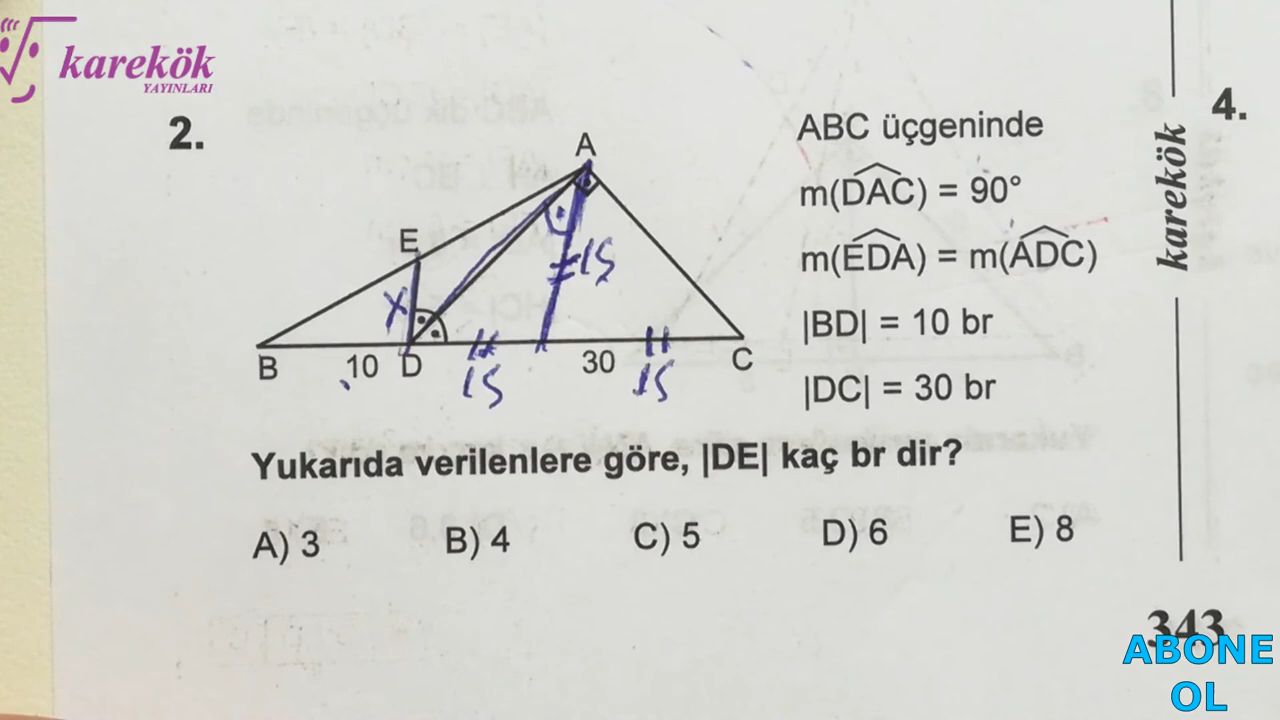 karekök
YAYINLARI
2.
4.
A
E
B
10
D
30
C
X
15
15
15
ABC üçgeninde
m(DAC) = 90°
m(EDA) = m(ADC)
|BD| = 10 br
|DC| = 30 br
karekök
Yukarıda verilenlere göre, |DE| kaç br dir?
A) 3 B) 4 C) 5 D) 6 E) 8
343
ABONE
OL